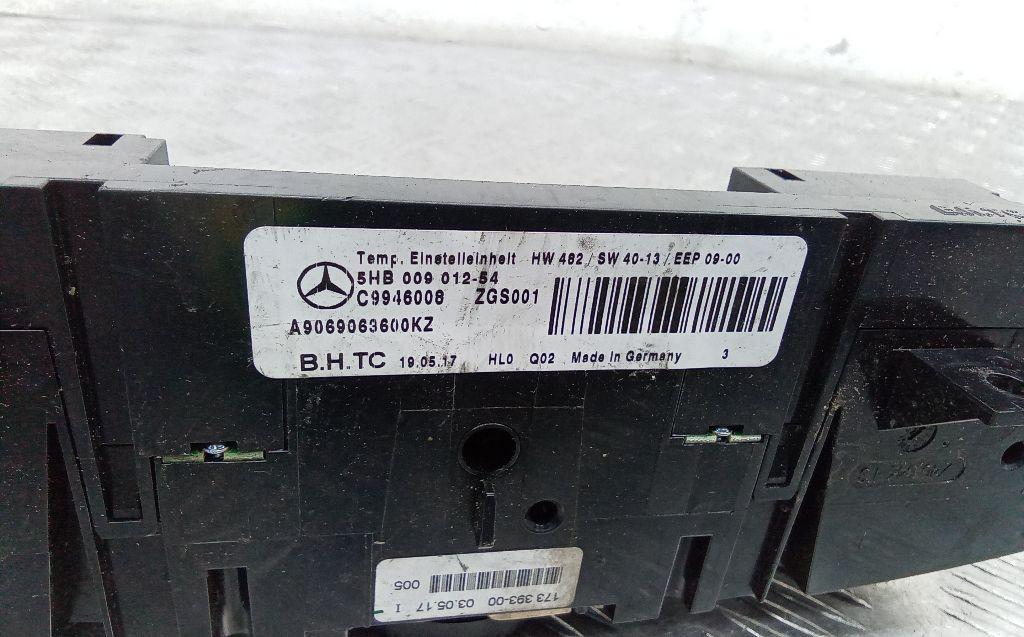 Temp. Einstelleinheit HW 482 / SW 40-13 / EEP 09-00
5HB 009 012-54
C9946008 ZGS001
A9069063600KZ
B.H.TC 19.05.17 HL0 Q02 Made in Germany 3
173 393-00 03.05.17 I
005